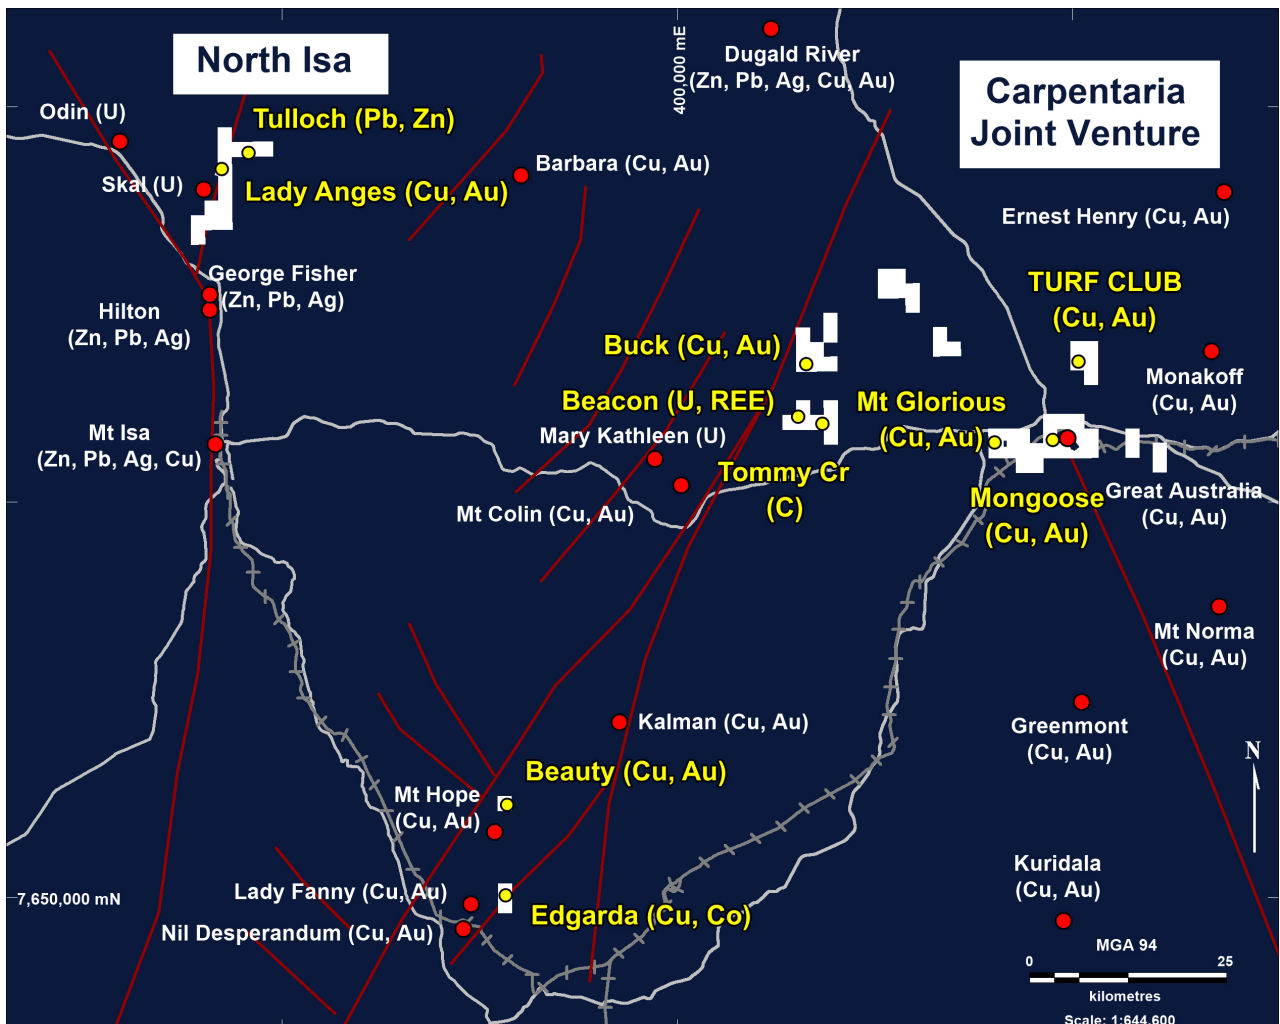 North Isa
400,000 mE
Dugald River
(Zn, Pb, Ag, Cu, Au)
Carpentaria
Joint Venture
Odin (U)
Tulloch (Pb, Zn)
Skal (U)
Lady Anges (Cu, Au)
Barbara (Cu, Au)
Ernest Henry (Cu, Au)
George Fisher
(Zn, Pb, Ag)
Hilton
(Zn, Pb, Ag)
TURF CLUB
(Cu, Au)
Buck (Cu, Au)
Monakoff
(Cu, Au)
Beacon (U, REE)
Mt Glorious
(Cu, Au)
Mt Isa
(Zn, Pb, Ag, Cu)
Mary Kathleen (U)
Tommy Cr
(C)
Mt Colin (Cu, Au)
Mongoose
(Cu, Au)
Great Australia
(Cu, Au)
Mt Norma
(Cu, Au)
Kalman (Cu, Au)
Greenmont
(Cu, Au)
N
Beauty (Cu, Au)
Mt Hope
(Cu, Au)
Kuridala
(Cu, Au)
Lady Fanny (Cu, Au)
7,650,000 mN
Edgarda (Cu, Co)
Nil Desperandum (Cu, Au)
MGA 94
0 25
kilometres
Scale: 1:644,600